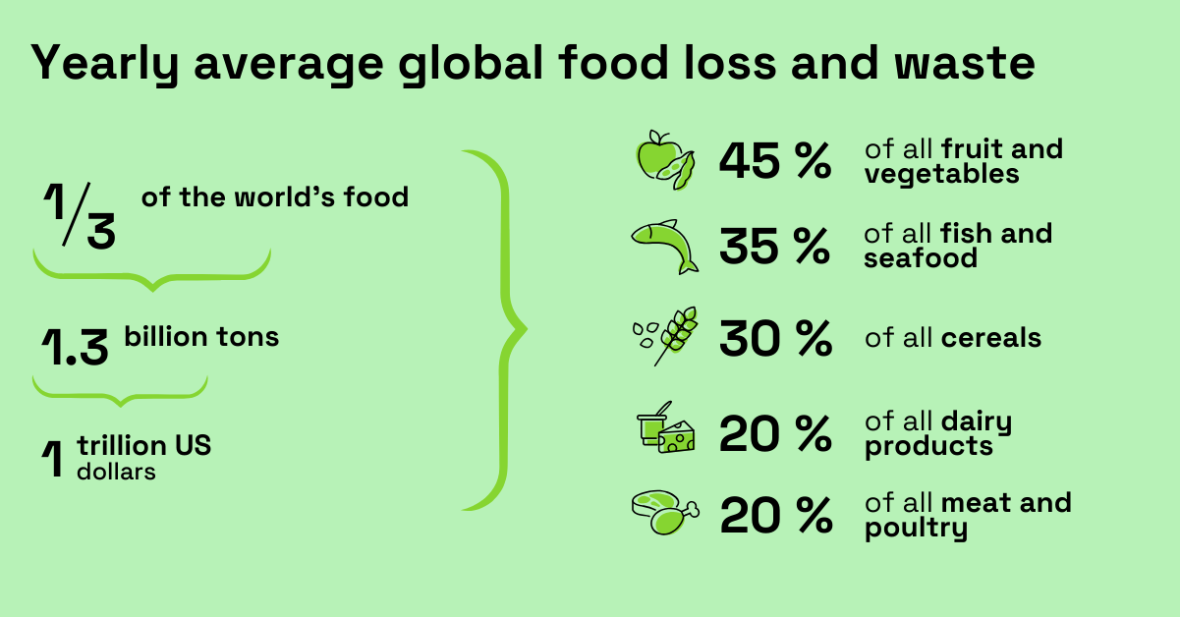 Yearly average global food loss and waste
1/3 of the world's food
1.3 billion tons
1 trillion US
dollars
45 % of all fruit and
vegetables
35 % of all fish and
seafood
30 % of all cereals
20 % of all dairy
products
20 % of all meat and
poultry